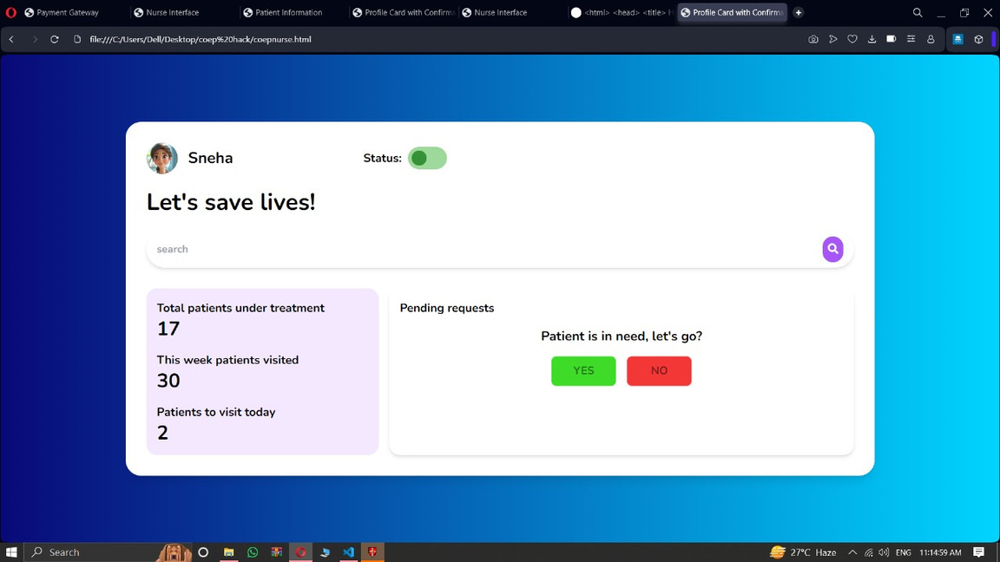 Payment Gateway
Nurse Interface
Patient Information
Profile Card with Confirm
Nurse Interface
<html> <head> <title>
Profile Card with Confirm
file:///C:/Users/Dell/Desktop/coep%20hack/coepnurse.html
Sneha
Status:
Let's save lives!
search
Total patients under treatment
17
This week patients visited
30
Patients to visit today
2
Pending requests
Patient is in need, let's go?
YES
NO
Search
27°C Haze
ENG
11:14:59 AM